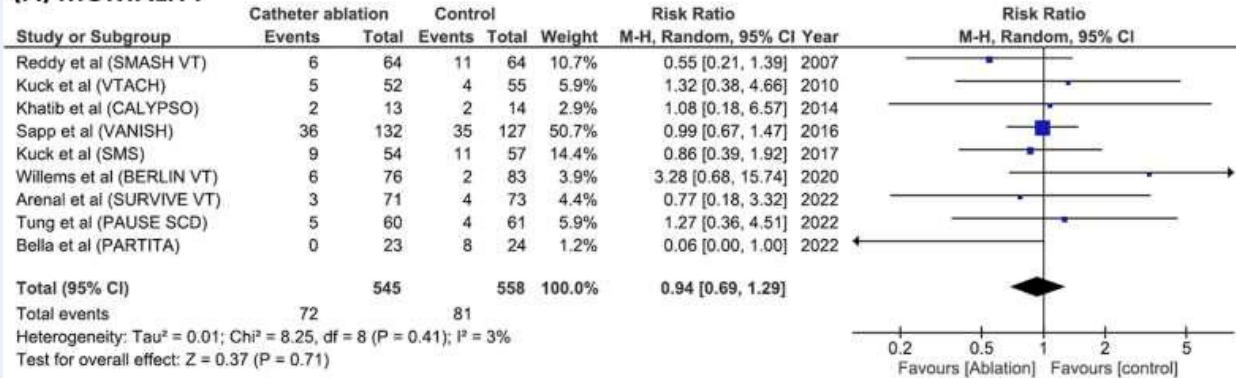 (A) MORTALITY
Catheter ablation Control Risk Ratio Risk Ratio
Study or Subgroup Events Total Events Total Weight M-H, Random, 95% CI Year M-H, Random, 95% CI
Reddy et al (SMASH VT) 6 64 11 64 10.7% 0.55 [0.21, 1.39] 2007
Kuck et al (VTACH) 5 52 4 55 5.9% 1.32 [0.38, 4.66] 2010
Khatib et al (CALYPSO) 2 13 2 14 2.9% 1.08 [0.18, 6.57] 2014
Sapp et al (VANISH) 36 132 35 127 50.7% 0.99 [0.67, 1.47] 2016
Kuck et al (SMS) 9 54 11 57 14.4% 0.86 [0.39, 1.92] 2017
Willems et al (BERLIN VT) 6 76 2 83 3.9% 3.28 [0.68, 15.74] 2020
Arenal et al (SURVIVE VT) 3 71 4 73 5.4% 0.77 [0.18, 3.32] 2022
Tung et al (PAUSE SCD) 5 60 4 61 5.9% 1.27 [0.36, 4.51] 2022
Bella et al (PARTITA) 0 23 8 24 1.2% 0.06 [0.00, 1.00] 2022
Total (95% CI) 545 558 100.0% 0.94 [0.69, 1.29]
Total events 72 81
Heterogeneity: Tau² = 0.01; Chi² = 8.25, df = 8 (P = 0.41); I² = 3%
Test for overall effect: Z = 0.37 (P = 0.71)
0.2 0.5 1 2 5
Favours [Ablation] Favours [control]